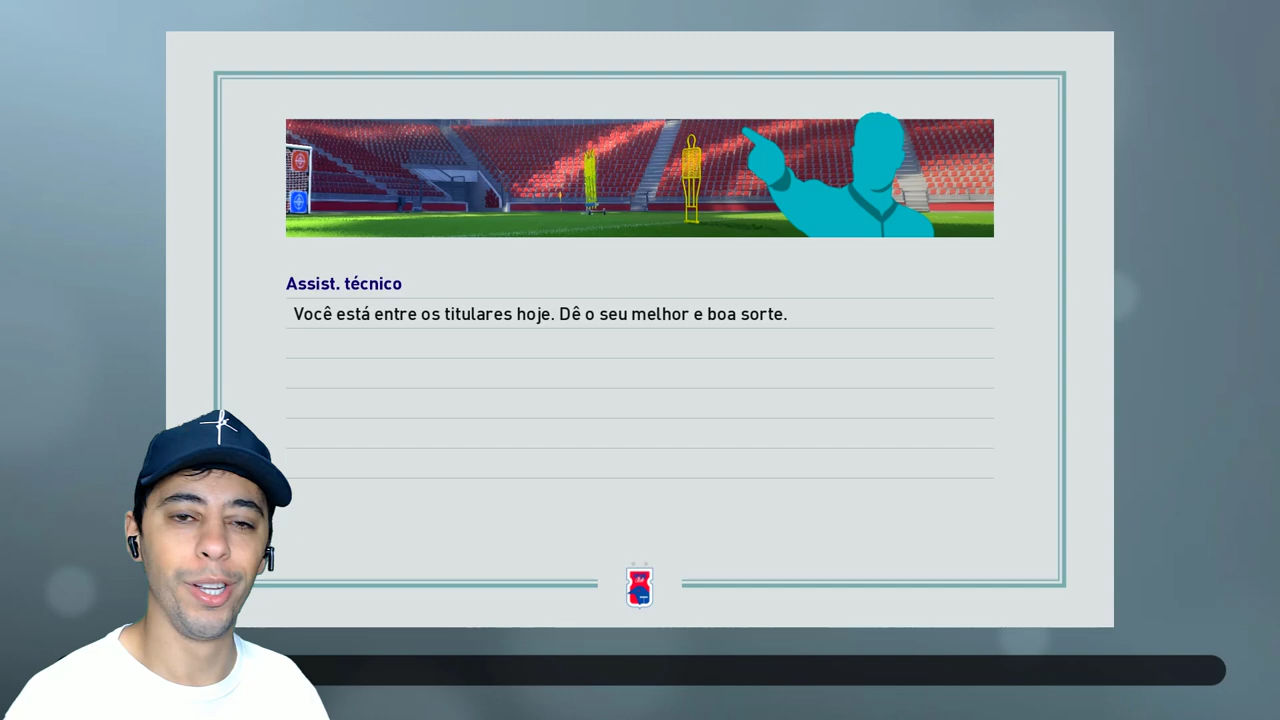 Assist. técnico
Você está entre os titulares hoje. Dê o seu melhor e boa sorte.